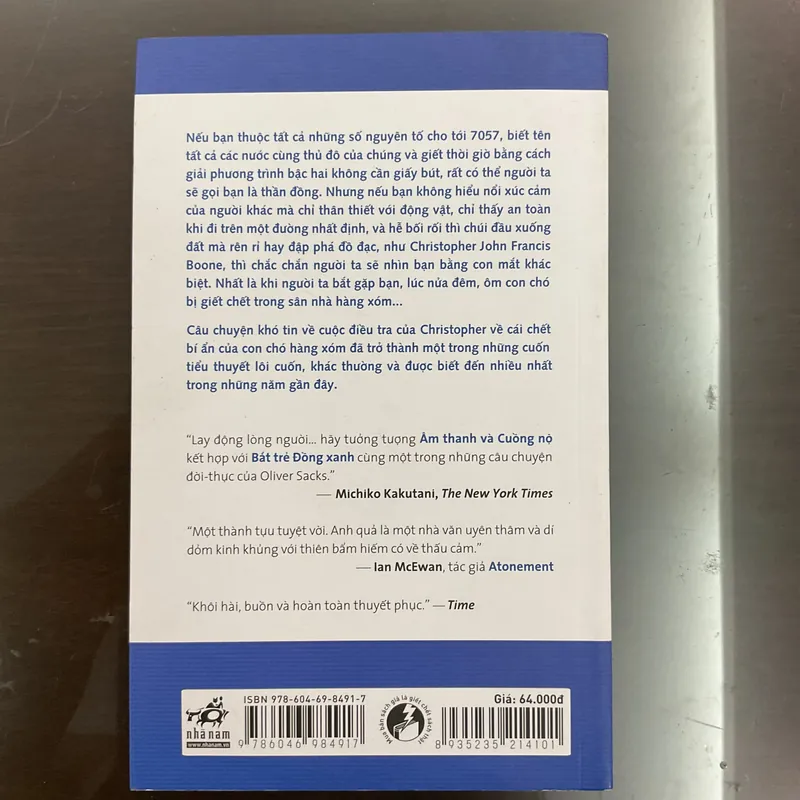 Nếu bạn thuộc tất cả những số nguyên tố cho tới 7057, biết tên
tất cả các nước cùng thủ đô của chúng và giết thời giờ bằng cách
giải phương trình bậc hai không cần giấy bút, rất có thể người ta
sẽ gọi bạn là thần đồng. Nhưng nếu bạn không hiểu nổi xúc cảm
của người khác mà chỉ thân thiết với động vật, chỉ thấy an toàn
khi đi trên một đường nhất định, và hễ bối rối thì chúi đầu xuống
đất mà rên rỉ hay đập phá đồ đạc, như Christopher John Francis
Boone, thì chắc chắn người ta sẽ nhìn bạn bằng con mắt khác
biệt. Nhất là khi người ta bắt gặp bạn, lúc nửa đêm, ôm con chó
bị giết chết trong sân nhà hàng xóm...
Câu chuyện khó tin về cuộc điều tra của Christopher về cái chết
bí ẩn của con chó hàng xóm đã trở thành một trong những cuốn
tiểu thuyết lôi cuốn, khác thường và được biết đến nhiều nhất
trong những năm gần đây.
“Lay động lòng người... hãy tưởng tượng Âm thanh và Cuồng nộ
kết hợp với Bắt trẻ Đồng xanh cùng một trong những câu chuyện
đời-thực của Oliver Sacks.”
— Michiko Kakutani, The New York Times
“Một thành tựu tuyệt vời. Anh quả là một nhà văn uyên thâm và dí
dỏm kinh khủng với thiên bẩm hiếm có về thấu cảm.”
— Ian McEwan, tác giả Atonement
“Khôi hài, buồn và hoàn toàn thuyết phục.” — Time
nhã nam
www.nhanam.vn
ISBN 978-604-69-8491-7
9 786046 984917
Mua bán sách giả là giết chết sách thật
Giá: 64.000đ
8 935235 214101